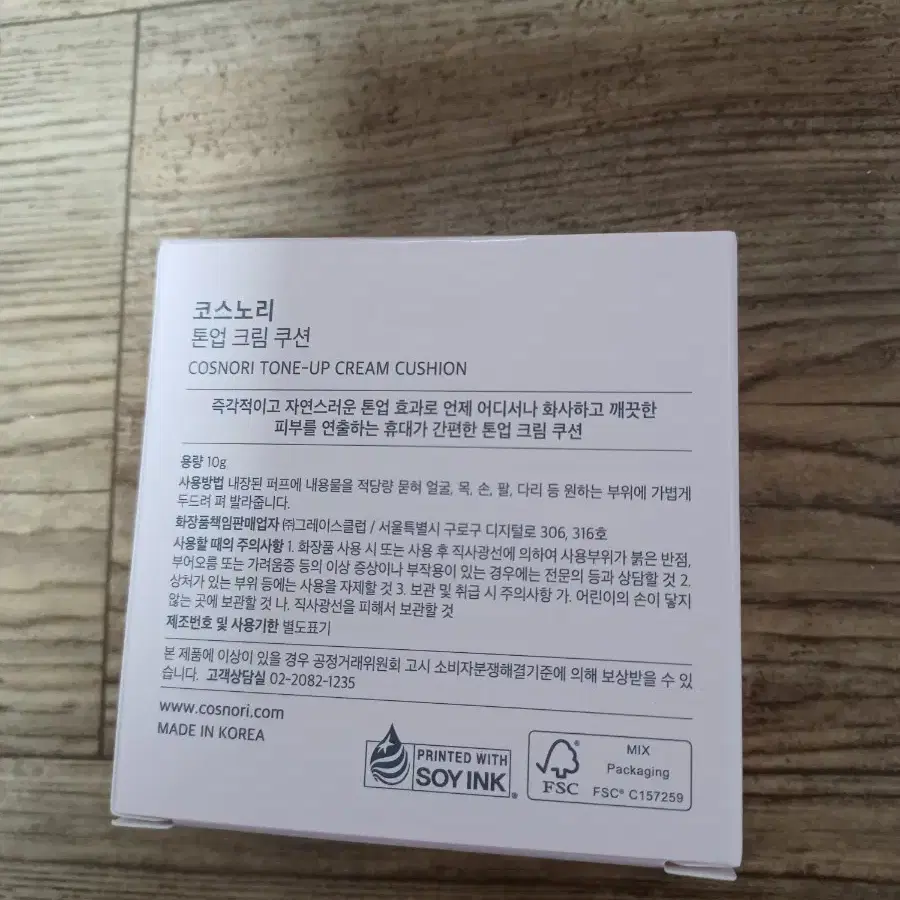 코스노리
톤업 크림 쿠션
COSNORI TONE-UP CREAM CUSHION
즉각적이고 자연스러운 톤업 효과로 언제 어디서나 화사하고 깨끗한
피부를 연출하는 휴대가 간편한 톤업 크림 쿠션
용량 10g
사용방법 내장된 퍼프에 내용물을 적당량 묻혀 얼굴, 목, 손, 팔, 다리 등 원하는 부위에 가볍게
두드려 펴 발라줍니다.
화장품책임판매업자 ㈜그레이스클럽 / 서울특별시 구로구 디지털로 306, 316호
사용할 때의 주의사항 1. 화장품 사용 시 또는 사용 후 직사광선에 의하여 사용부위가 붉은 반점,
부어오름 또는 가려움증 등의 이상 증상이나 부작용이 있는 경우에는 전문의 등과 상담할 것 2.
상처가 있는 부위 등에는 사용을 자제할 것 3. 보관 및 취급 시 주의사항 가. 어린이의 손이 닿지
않는 곳에 보관할 것 나. 직사광선을 피해서 보관할 것
제조번호 및 사용기한 별도표기
본 제품에 이상이 있을 경우 공정거래위원회 고시 소비자분쟁해결기준에 의해 보상받을 수 있
습니다. 고객상담실 02-2082-1235
www.cosnori.com
MADE IN KOREA
PRINTED WITH
SOY INK
FSC
MIX
Packaging
FSC® C157259